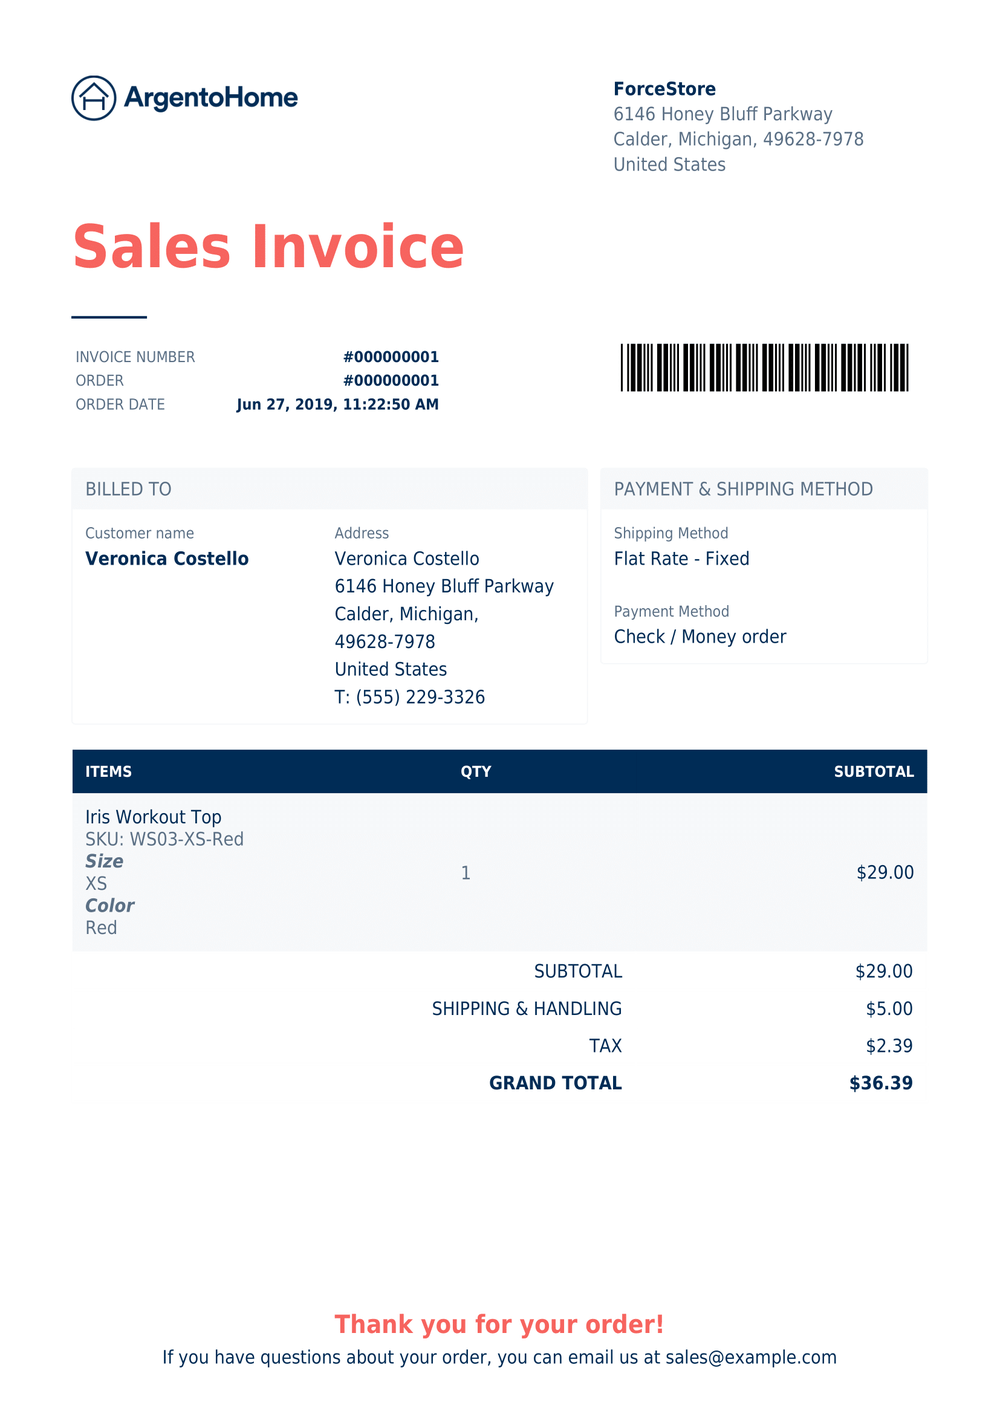 ArgentoHome
ForceStore
6146 Honey Bluff Parkway
Calder, Michigan, 49628-7978
United States
Sales Invoice
INVOICE NUMBER #000000001
ORDER #000000001
ORDER DATE Jun 27, 2019, 11:22:50 AM
BILLED TO
Customer name
Veronica Costello
Address
Veronica Costello
6146 Honey Bluff Parkway
Calder, Michigan,
49628-7978
United States
T: (555) 229-3326
PAYMENT & SHIPPING METHOD
Shipping Method
Flat Rate - Fixed
Payment Method
Check / Money order
ITEMS QTY SUBTOTAL
Iris Workout Top
SKU: WS03-XS-Red
Size
XS
Color
Red
1 $29.00
SUBTOTAL $29.00
SHIPPING & HANDLING $5.00
TAX $2.39
GRAND TOTAL $36.39
Thank you for your order!
If you have questions about your order, you can email us at sales@example.com